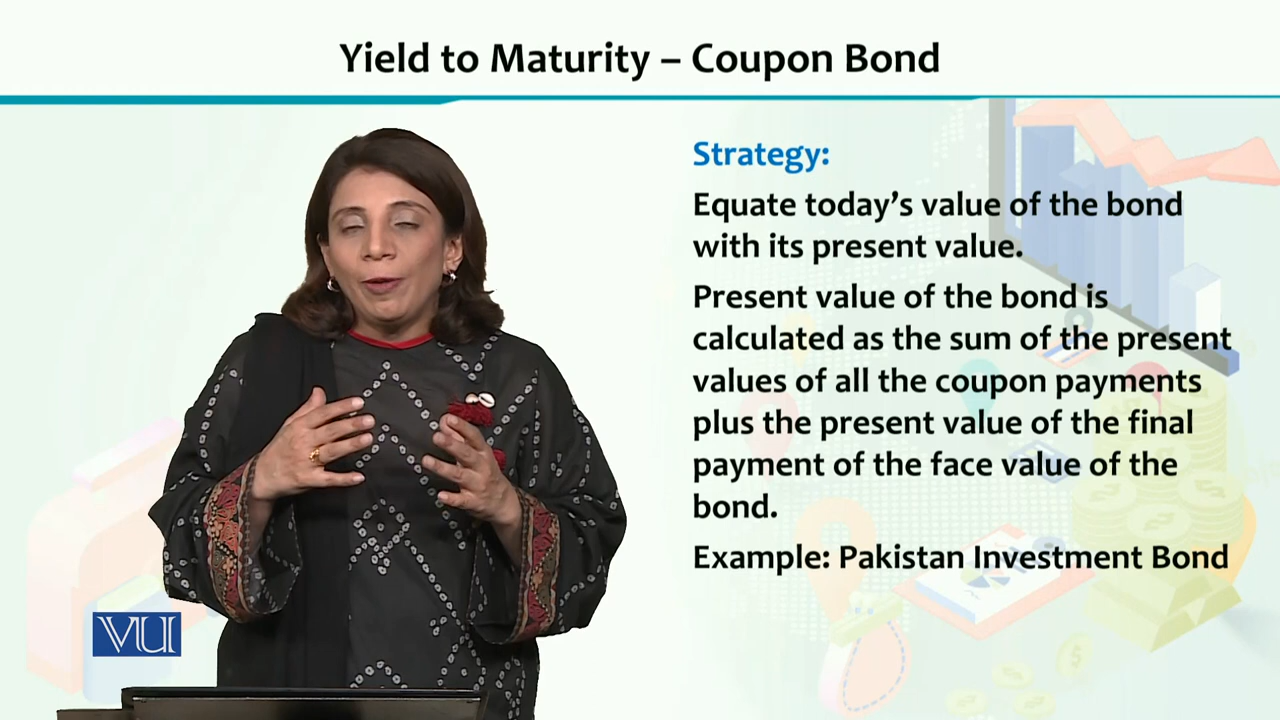 Yield to Maturity – Coupon Bond
Strategy:
Equate today’s value of the bond
with its present value.
Present value of the bond is
calculated as the sum of the present
values of all the coupon payments
plus the present value of the final
payment of the face value of the
bond.
Example: Pakistan Investment Bond
VU